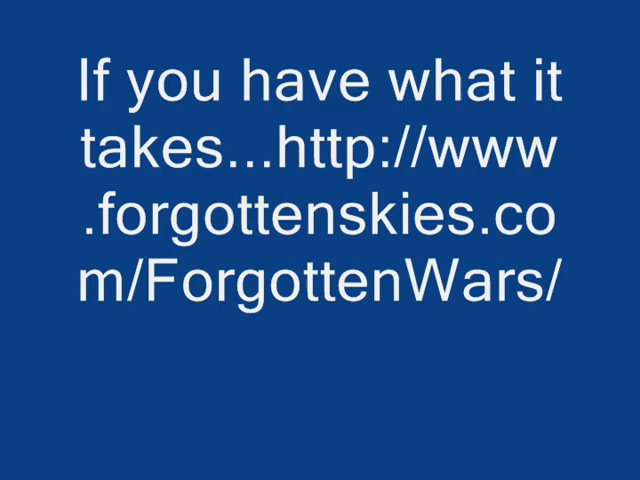 If you have what it
takes...http://www
.forgottenskies.co
m/ForgottenWars/